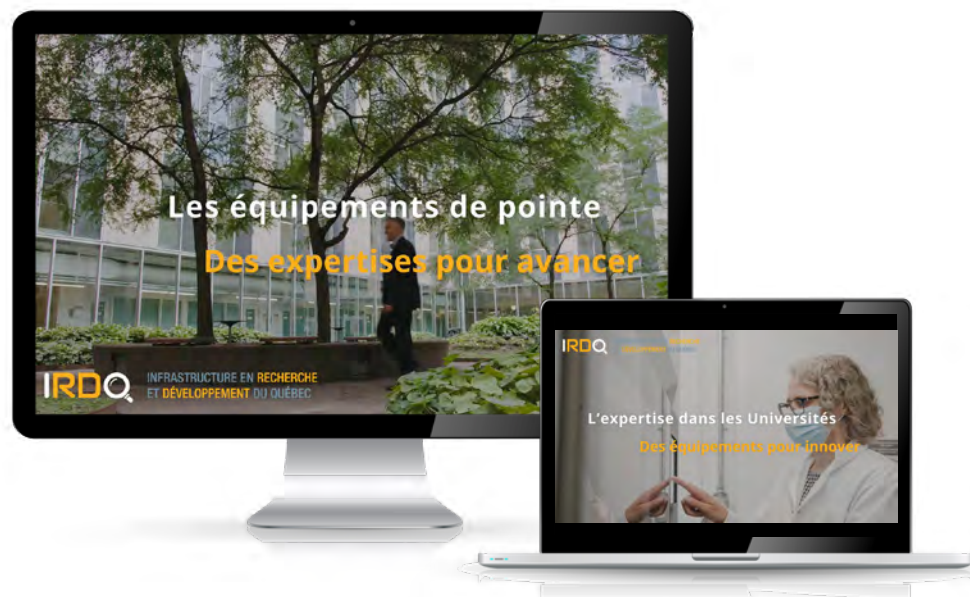 Les équipements de pointe
Des expertises pour avancer
IRDQ
INFRASTRUCTURE EN RECHERCHE
ET DÉVELOPPEMENT DU QUÉBEC
IRDQ
L'expertise dans les Universités
Des équipements pour innover